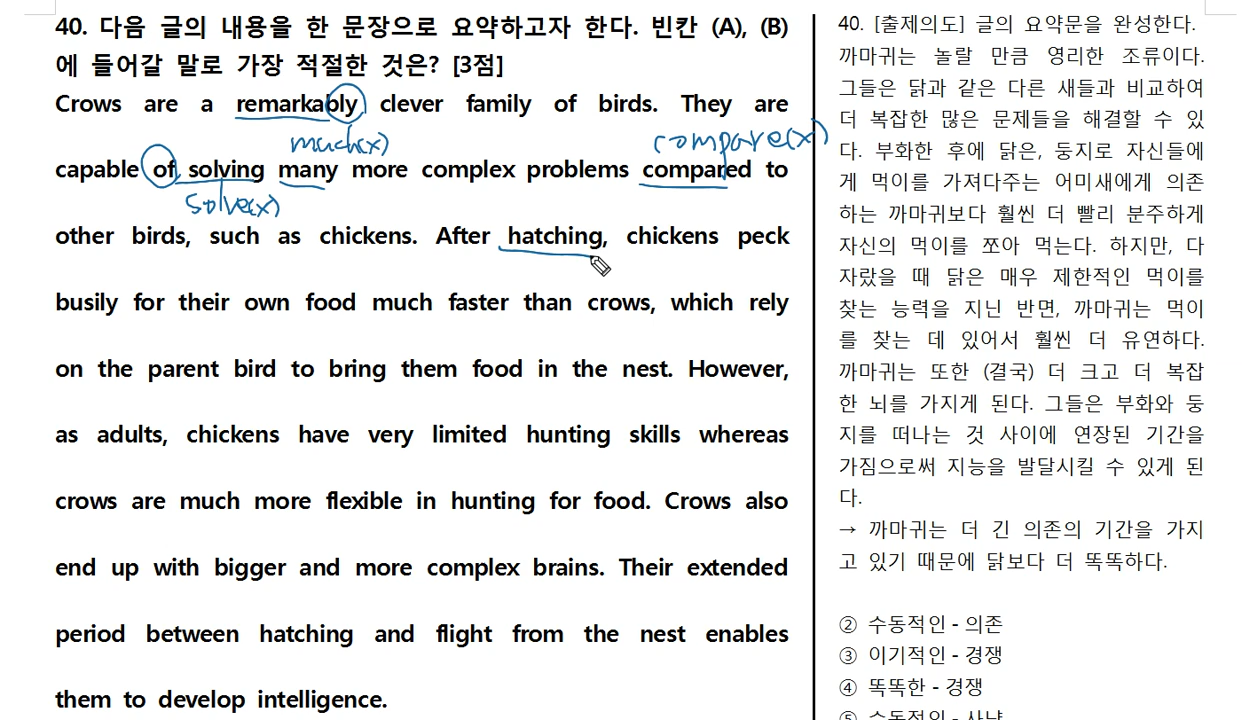 40. 다음 글의 내용을 한 문장으로 요약하고자 한다. 빈칸 (A), (B)
에 들어갈 말로 가장 적절한 것은? [3점]
Crows are a remarkably clever family of birds. They are
much(x)
compare(x)
capable of solving many more complex problems compared to
solve(x)
other birds, such as chickens. After hatching, chickens peck
busily for their own food much faster than crows, which rely
on the parent bird to bring them food in the nest. However,
as adults, chickens have very limited hunting skills whereas
crows are much more flexible in hunting for food. Crows also
end up with bigger and more complex brains. Their extended
period between hatching and flight from the nest enables
them to develop intelligence.
40. [출제의도] 글의 요약문을 완성한다.
까마귀는 놀랄 만큼 영리한 조류이다.
그들은 닭과 같은 다른 새들과 비교하여
더 복잡한 많은 문제들을 해결할 수 있
다. 부화한 후에 닭은, 둥지로 자신들에
게 먹이를 가져다주는 어미새에게 의존
하는 까마귀보다 훨씬 더 빨리 분주하게
자신의 먹이를 쪼아 먹는다. 하지만, 다
자랐을 때 닭은 매우 제한적인 먹이를
찾는 능력을 지닌 반면, 까마귀는 먹이
를 찾는 데 있어서 훨씬 더 유연하다.
까마귀는 또한 (결국) 더 크고 더 복잡
한 뇌를 가지게 된다. 그들은 부화와 둥
지를 떠나는 것 사이에 연장된 기간을
가짐으로써 지능을 발달시킬 수 있게 된
다.
→ 까마귀는 더 긴 의존의 기간을 가지
고 있기 때문에 닭보다 더 똑똑하다.
② 수동적인 - 의존
③ 이기적인 - 경쟁
④ 똑똑한 - 경쟁
⑤ 수동적인 - 사냥